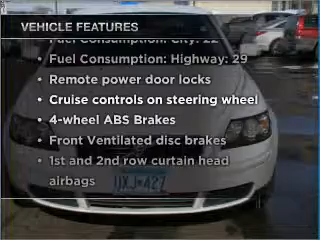 VEHICLE FEATURES
Fuel Consumption: City: 22
• Fuel Consumption: Highway: 29
• Remote power door locks
• Cruise controls on steering wheel
• 4-wheel ABS Brakes
• Front Ventilated disc brakes
• 1st and 2nd row curtain head
airbags